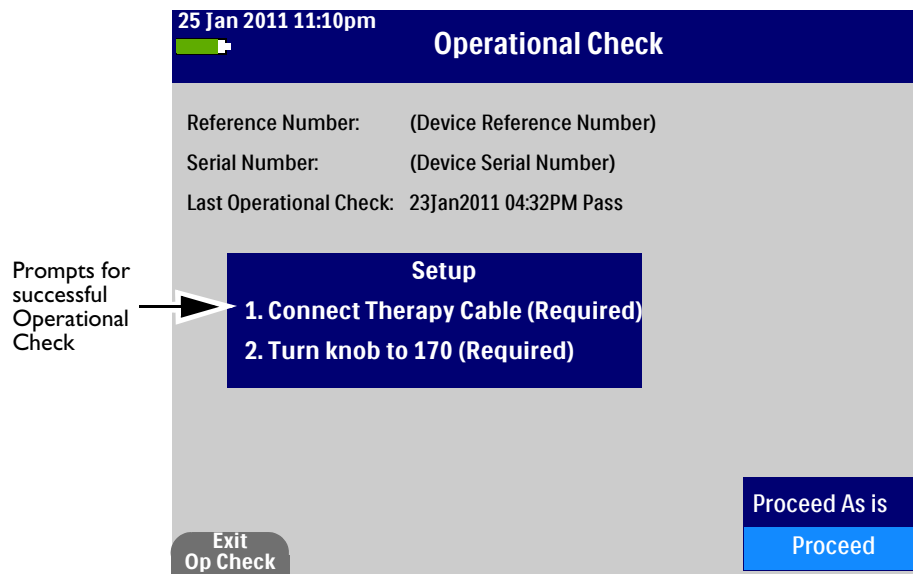 25 Jan 2011 11:10pm
Operational Check
Reference Number: (Device Reference Number)
Serial Number: (Device Serial Number)
Last Operational Check: 23Jan2011 04:32PM Pass
Prompts for
successful
Operational
Check
Setup
1. Connect Therapy Cable (Required)
2. Turn knob to 170 (Required)
Proceed As is
Proceed
Exit
Op Check